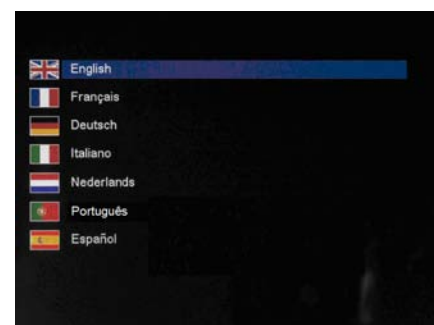 English
Français
Deutsch
Italiano
Nederlands
Português
Español